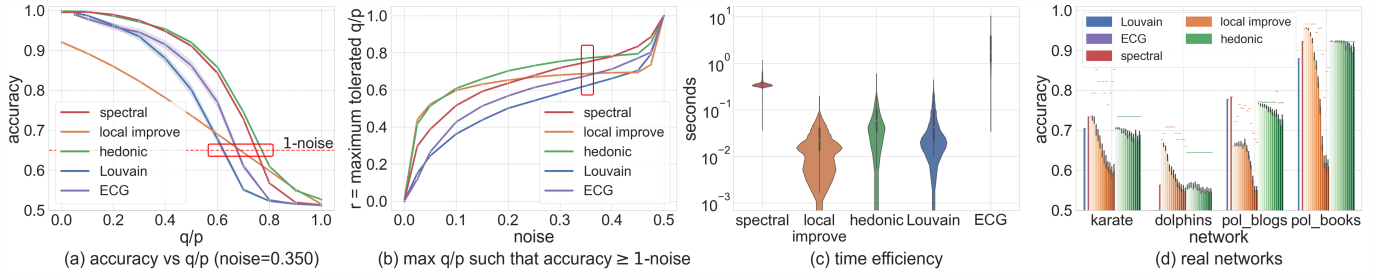 accuracy
1.0
0.9
0.8
0.7
0.6
0.5
spectral
local improve
hedonic
Louvain
ECG
1-noise
0.0
0.2
0.4
0.6
0.8
1.0
q/p
(a) accuracy vs q/p (noise=0.350)
r = maximum tolerated q/p
1.0
0.8
0.6
0.4
0.2
0.0
spectral
local improve
hedonic
Louvain
ECG
0.0
0.1
0.2
0.3
0.4
0.5
noise
(b) max q/p such that accuracy ≥ 1-noise
seconds
10¹
10⁰
10⁻¹
10⁻²
10⁻³
spectral
local
improve
hedonic
Louvain
ECG
(c) time efficiency
accuracy
1.0
0.9
0.8
0.7
0.6
0.5
Louvain
ECG
spectral
local improve
hedonic
karate
dolphins
pol_blogs
pol_books
network
(d) real networks